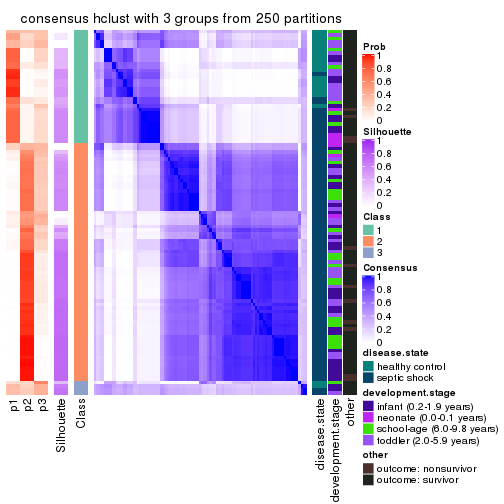 consensus hclust with 3 groups from 250 partitions
Prob
1
0.8
0.6
0.4
0.2
0
Silhouette
1
0.8
0.6
0.4
0.2
0
Class
1
2
3
Consensus
1
0.8
0.6
0.4
0.2
0
disease.state
healthy control
septic shock
development.stage
infant (0.2-1.9 years)
neonate (0.0-0.1 years)
school-age (6.0-9.8 years)
toddler (2.0-5.9 years)
other
outcome: nonsurvivor
outcome: survivor
p1
p2
p3
Silhouette
Class
disease.state
development.stage
other